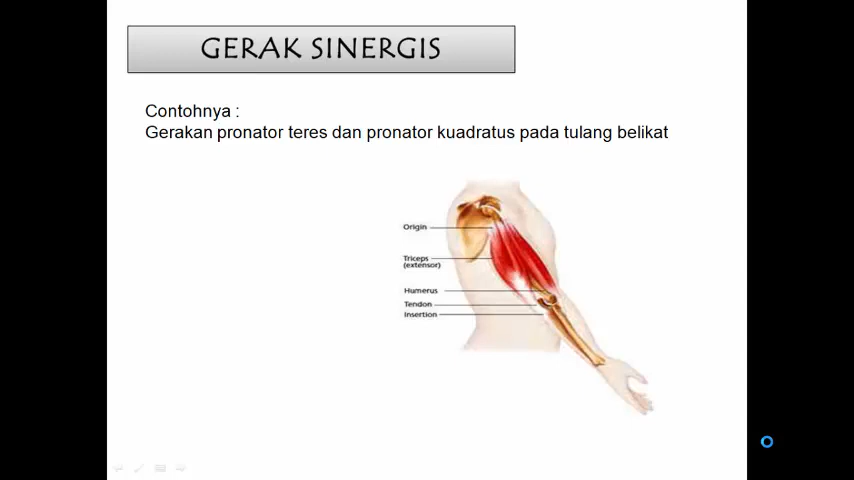 GERAK SINERGIS
Contohnya :
Gerakan pronator teres dan pronator kuadratus pada tulang belikat
Origin
Triceps
(extensor)
Humerus
Tendon
Insertion